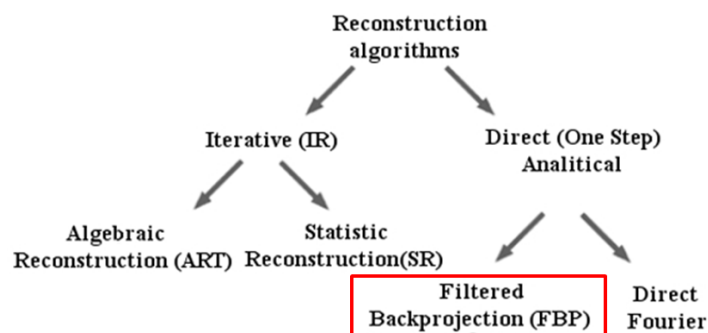 Reconstruction
algorithms
Iterative (IR)
Direct (One Step)
Analitical
Algebraic
Reconstruction (ART)
Statistic
Reconstruction(SR)
Filtered
Backprojection (FBP)
Direct
Fourier